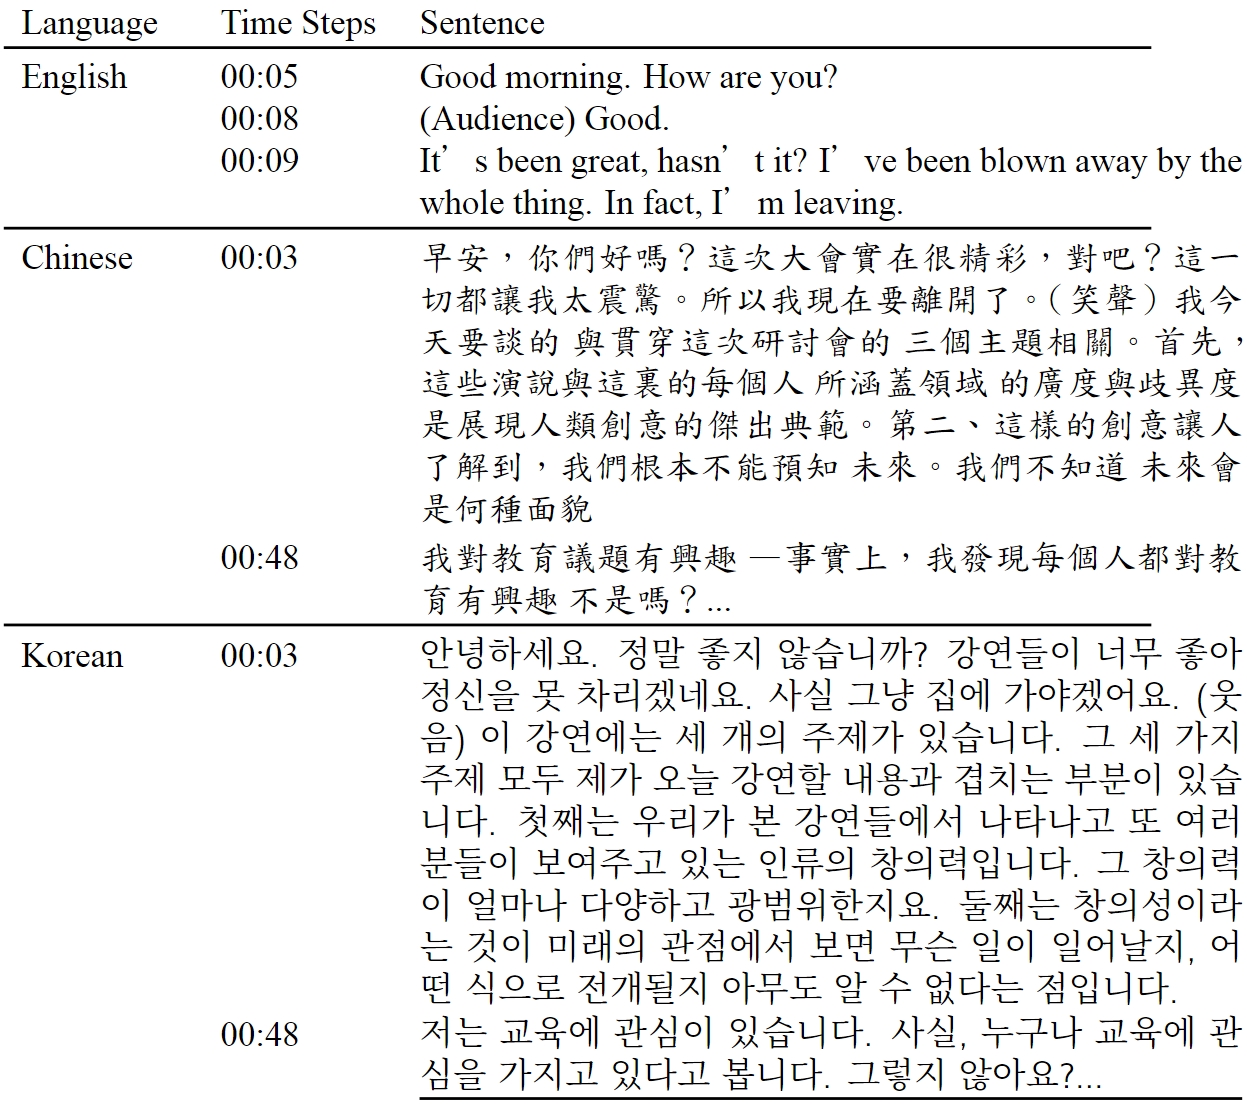 Language Time Steps Sentence
English 00:05 Good morning. How are you?
00:08 (Audience) Good.
00:09 It’s been great, hasn’t it? I’ve been blown away by the
whole thing. In fact, I’m leaving.
Chinese 00:03 早安，你們好嗎？這次大會實在很精彩，對吧？這一
切都讓我太震驚。所以我現在要離開了。（笑聲）我今
天要談的 與貫穿這次研討會的 三個主題相關。首先，
這些演說與這裏的每個人 所涵蓋領域 的廣度與歧異度
是展現人類創意的傑出典範。第二、這樣的創意讓人
了解到，我們根本不能預知 未來。我們不知道 未來會
是何種面貌
00:48 我對教育議題有興趣 —事實上，我發現每個人都對教
育有興趣 不是嗎？...
Korean 00:03 안녕하세요. 정말 좋지 않습니까? 강연들이 너무 좋아
정신을 못 차리겠네요. 사실 그냥 집에 가야겠어요. (웃
음) 이 강연에는 세 개의 주제가 있습니다. 그 세 가지
주제 모두 제가 오늘 강연할 내용과 겹치는 부분이 있습
니다. 첫째는 우리가 본 강연들에서 나타나고 또 여러
분들이 보여주고 있는 인류의 창의력입니다. 그 창의력
이 얼마나 다양하고 광범위한지요. 둘째는 창의성이라
는 것이 미래의 관점에서 보면 무슨 일이 일어날지, 어
떤 식으로 전개될지 아무도 알 수 없다는 점입니다.
00:48 저는 교육에 관심이 있습니다. 사실, 누구나 교육에 관
심을 가지고 있다고 봅니다. 그렇지 않아요?...